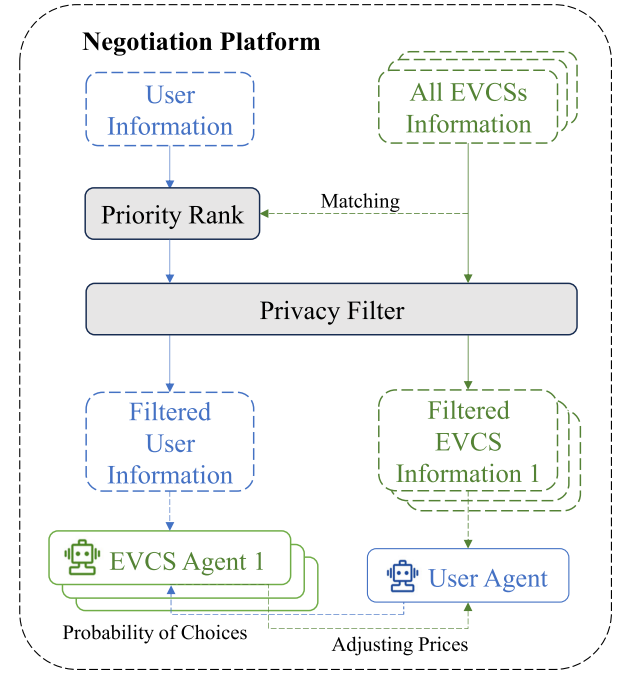 Negotiation Platform
User
Information
All EVCSs
Information
Matching
Priority Rank
Privacy Filter
Filtered
User
Information
Filtered
EVCS
Information 1
EVCS Agent 1
User Agent
Probability of Choices
Adjusting Prices